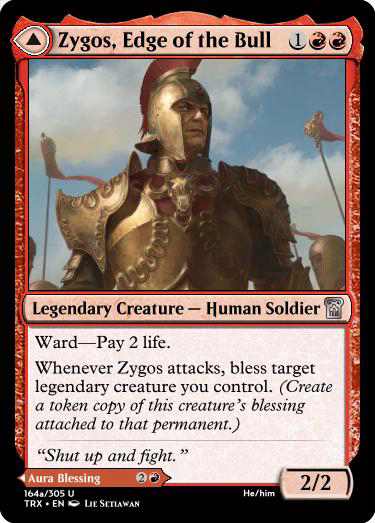 Zygos, Edge of the Bull 1
Legendary Creature — Human Soldier
Ward—Pay 2 life.
Whenever Zygos attacks, bless target
legendary creature you control. (Create
a token copy of this creature's blessing
attached to that permanent.)
“Shut up and fight.”
Aura Blessing 2
2/2
164a/305 U He/him
TRX • EN Lie Setiawan